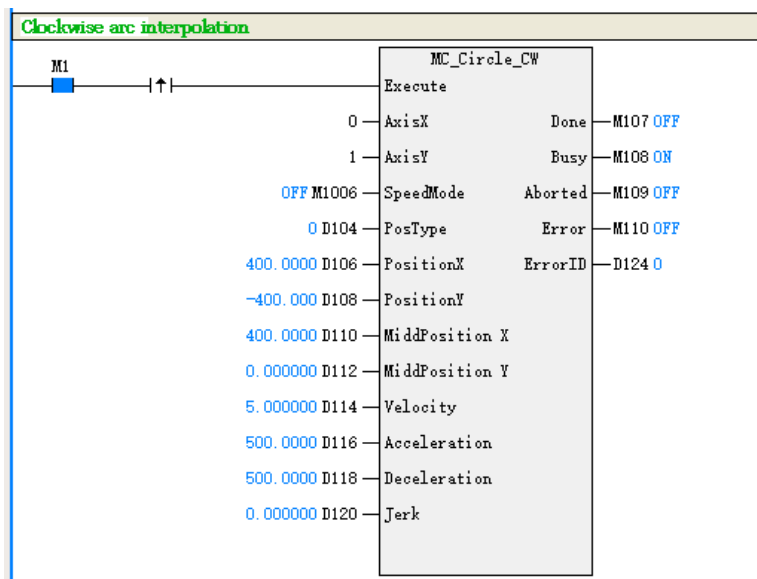 Clockwise arc interpolation
M1
MC_Circle_CW
Execute
0 AxisX Done M107 OFF
1 AxisY Busy M108 ON
OFF M1006 SpeedMode Aborted M109 OFF
0 D104 PosType Error M110 OFF
400.0000 D106 PositionX ErrorID D124 0
-400.000 D108 PositionY
400.0000 D110 MiddPosition X
0.000000 D112 MiddPosition Y
5.000000 D114 Velocity
500.0000 D116 Acceleration
500.0000 D118 Deceleration
0.000000 D120 Jerk